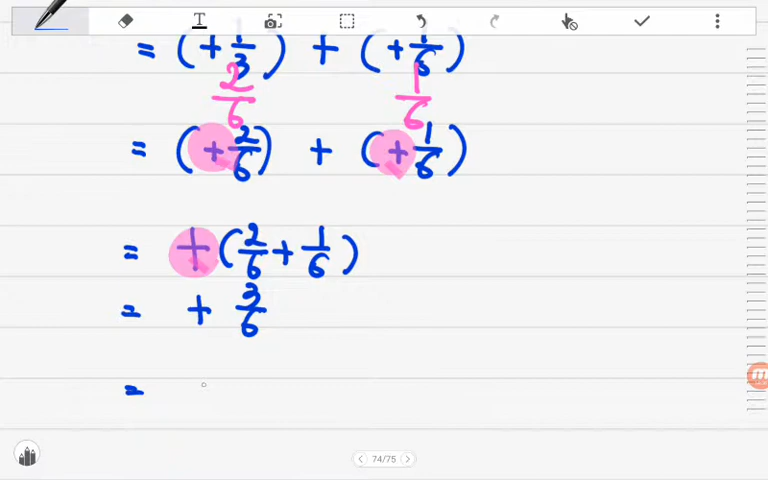 = (+ 1/3) + (+ 1/6)
2/6 1/6
= (+ 2/6) + (+ 1/6)
= + (2/6 + 1/6)
= + 3/6
=
74/75